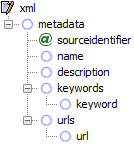 xml
metadata
sourceidentifier
name
description
keywords
keyword
urls
url